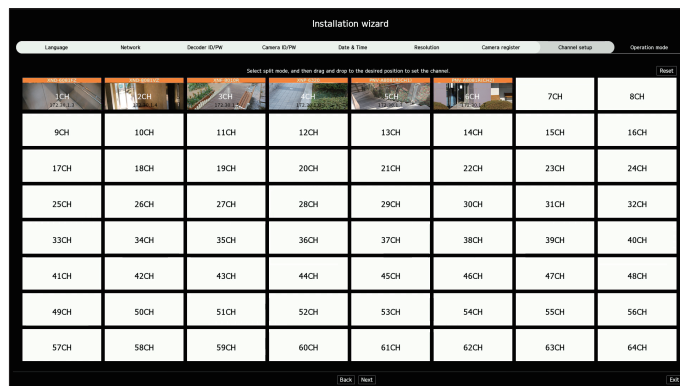 Installation wizard
Language Network Decoder ID/PW Camera ID/PW Date & Time Resolution Camera register Channel setup Operation mode
Select split mode, and then drag and drop to the desired position to set the channel. Reset
1CH 2CH 3CH 4CH 5CH 6CH 7CH 8CH
9CH 10CH 11CH 12CH 13CH 14CH 15CH 16CH
17CH 18CH 19CH 20CH 21CH 22CH 23CH 24CH
25CH 26CH 27CH 28CH 29CH 30CH 31CH 32CH
33CH 34CH 35CH 36CH 37CH 38CH 39CH 40CH
41CH 42CH 43CH 44CH 45CH 46CH 47CH 48CH
49CH 50CH 51CH 52CH 53CH 54CH 55CH 56CH
57CH 58CH 59CH 60CH 61CH 62CH 63CH 64CH
Back Next Exit